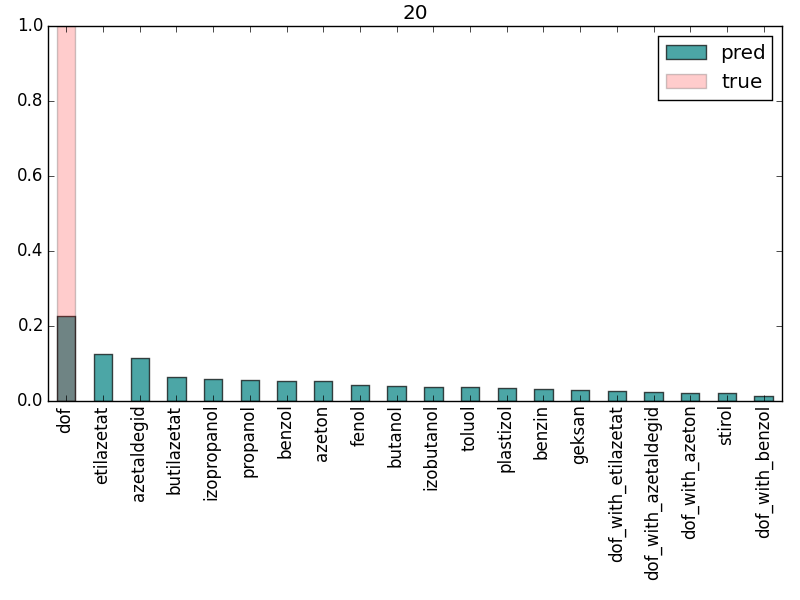 20
1.0
0.8
0.6
0.4
0.2
0.0
pred
true
dof
etilazetat
azetaldegid
butilazetat
izopropanol
propanol
benzol
azeton
fenol
butanol
izobutanol
toluol
plastizol
benzin
geksan
dof_with_etilazetat
dof_with_azetaldegid
dof_with_azeton
stirol
dof_with_benzol